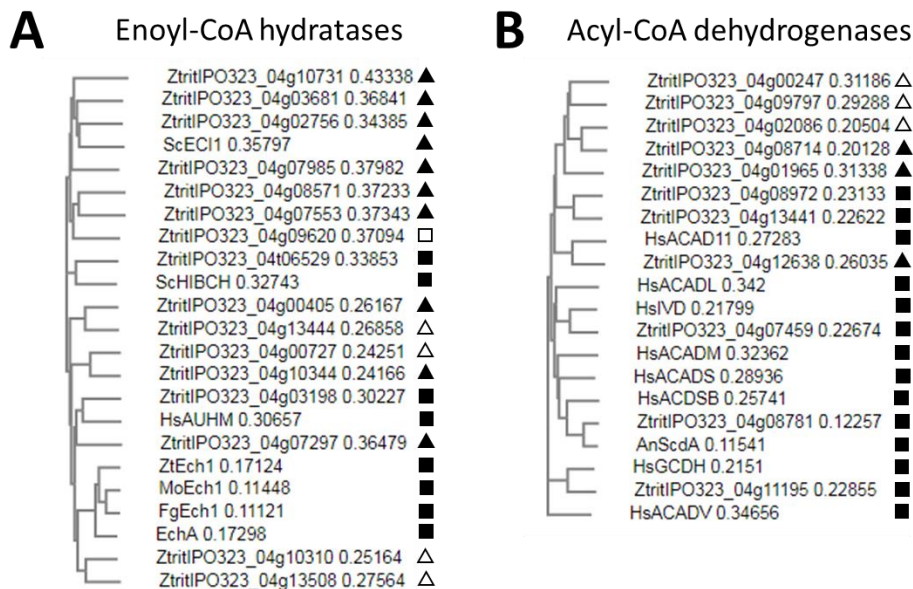 A Enoyl-CoA hydratases
ZtritIPO323_04g10731 0.43338
ZtritIPO323_04g03681 0.36841
ZtritIPO323_04g02756 0.34385
ScECI1 0.35797
ZtritIPO323_04g07985 0.37982
ZtritIPO323_04g08571 0.37233
ZtritIPO323_04g07553 0.37343
ZtritIPO323_04g09620 0.37094
ZtritIPO323_04t06529 0.33853
ScHIBCH 0.32743
ZtritIPO323_04g00405 0.26167
ZtritIPO323_04g13444 0.26858
ZtritIPO323_04g00727 0.24251
ZtritIPO323_04g10344 0.24166
ZtritIPO323_04g03198 0.30227
HsAUHM 0.30657
ZtritIPO323_04g07297 0.36479
ZtEch1 0.17124
MoEch1 0.11448
FgEch1 0.11121
EchA 0.17298
ZtritIPO323_04g10310 0.25164
ZtritIPO323_04g13508 0.27564
B Acyl-CoA dehydrogenases
ZtritIPO323_04g00247 0.31186
ZtritIPO323_04g09797 0.29288
ZtritIPO323_04g02086 0.20504
ZtritIPO323_04g08714 0.20128
ZtritIPO323_04g01965 0.31338
ZtritIPO323_04g08972 0.23133
ZtritIPO323_04g13441 0.22622
HsACAD11 0.27283
ZtritIPO323_04g12638 0.26035
HsACADL 0.342
HsIVD 0.21799
ZtritIPO323_04g07459 0.22674
HsACADM 0.32362
HsACADS 0.28936
HsACDSB 0.25741
ZtritIPO323_04g08781 0.12257
AnScdA 0.11541
HsGCDH 0.2151
ZtritIPO323_04g11195 0.22855
HsACADV 0.34656